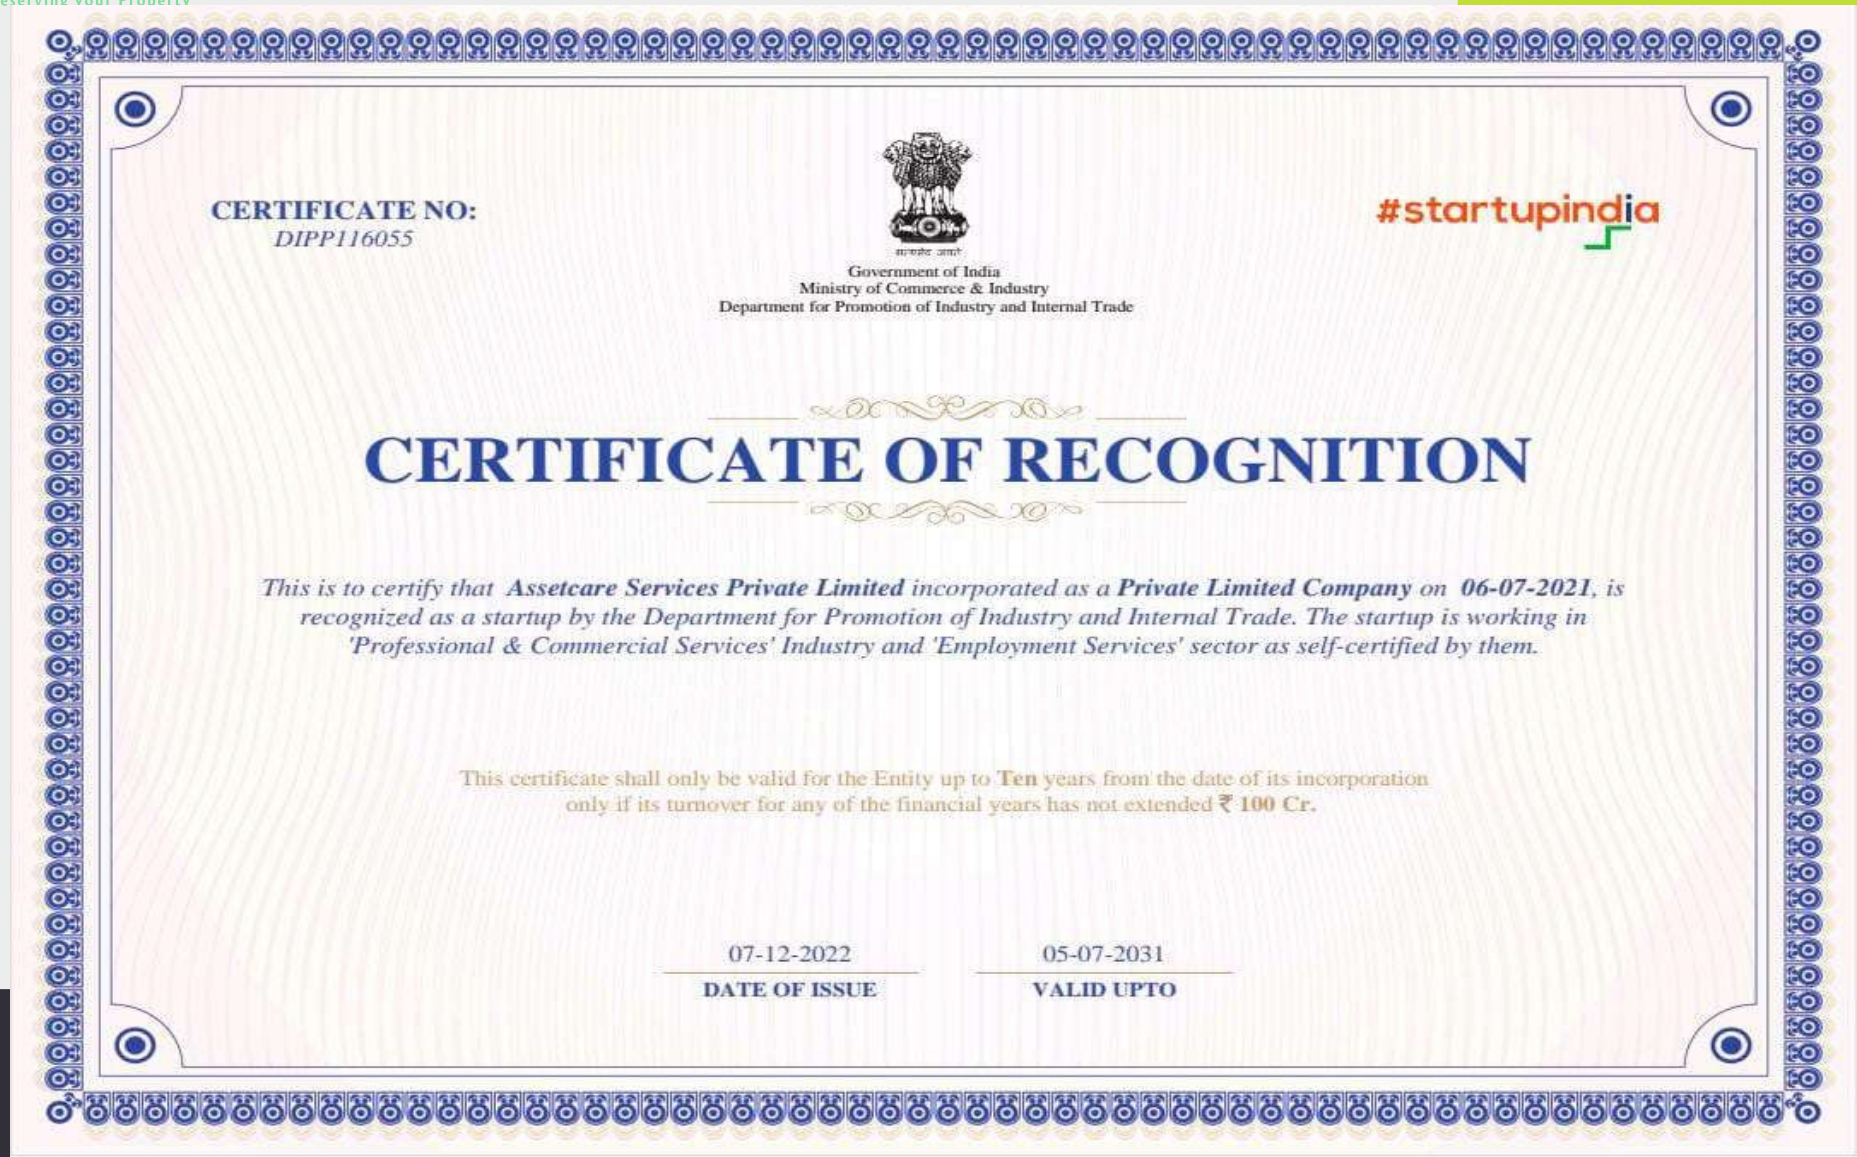 eserving Your Property
CERTIFICATE NO:
DIPP116055
सत्यमेव जयते
#startupindia
Government of India
Ministry of Commerce & Industry
Department for Promotion of Industry and Internal Trade
CERTIFICATE OF RECOGNITION
This is to certify that Assetcare Services Private Limited incorporated as a Private Limited Company on 06-07-2021, is
recognized as a startup by the Department for Promotion of Industry and Internal Trade. The startup is working in
'Professional & Commercial Services' Industry and 'Employment Services' sector as self-certified by them.
This certificate shall only be valid for the Entity up to Ten years from the date of its incorporation
only if its turnover for any of the financial years has not extended ₹ 100 Cr.
07-12-2022 05-07-2031
DATE OF ISSUE VALID UPTO